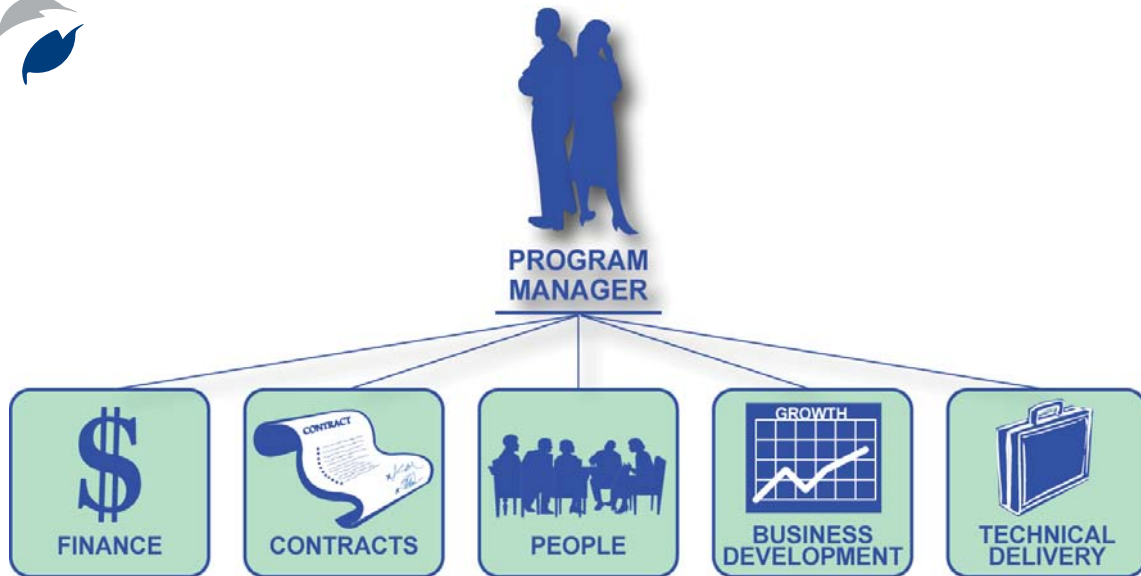 PROGRAM
MANAGER
CONTRACT
GROWTH
FINANCE
CONTRACTS
PEOPLE
BUSINESS
DEVELOPMENT
TECHNICAL
DELIVERY